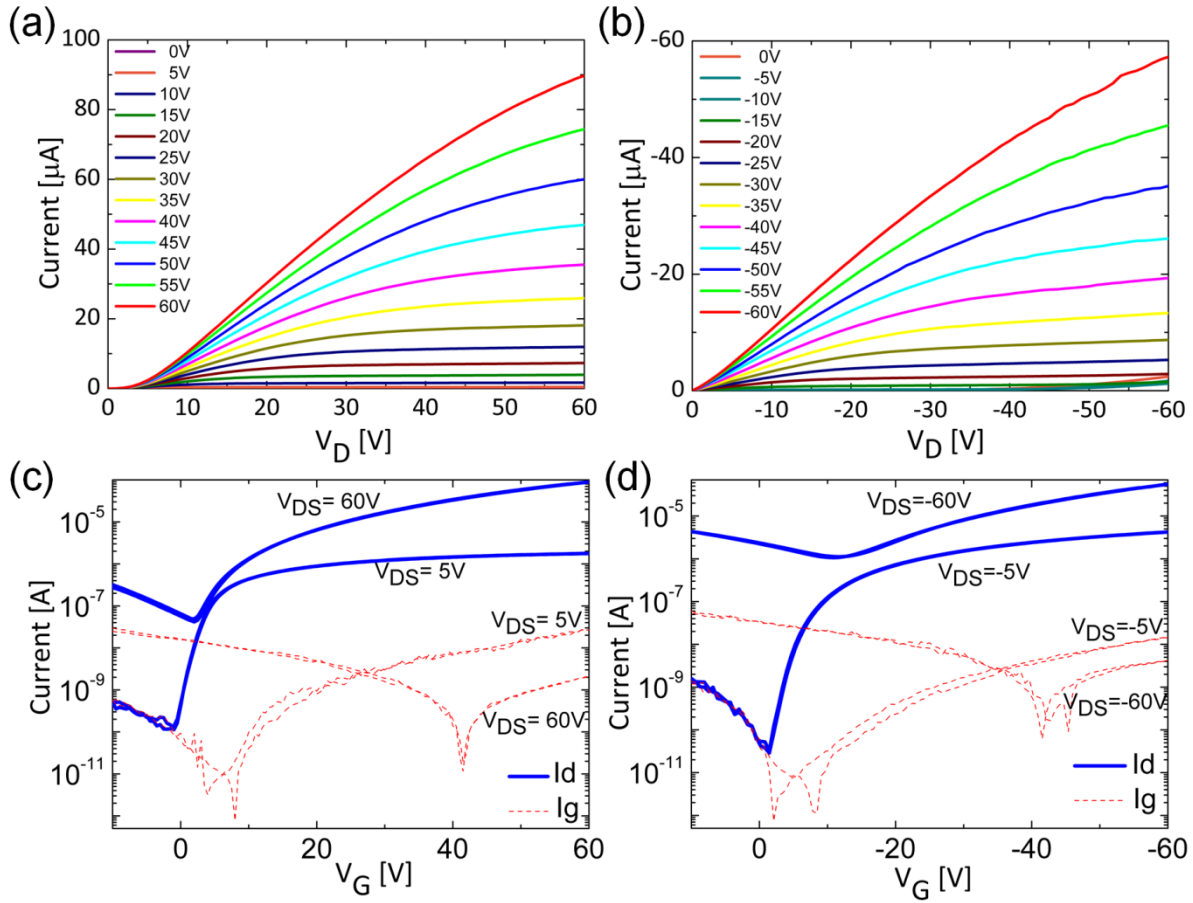 (a)
100
80
60
40
20
0
Current [µA]
0V
5V
10V
15V
20V
25V
30V
35V
40V
45V
50V
55V
60V
0 10 20 30 40 50 60
V_D [V]
(b)
-60
-40
-20
0
Current [µA]
0V
-5V
-10V
-15V
-20V
-25V
-30V
-35V
-40V
-45V
-50V
-55V
-60V
0 -10 -20 -30 -40 -50 -60
V_D [V]
(c)
10⁻⁵
10⁻⁷
10⁻⁹
10⁻¹¹
Current [A]
V_DS= 60V
V_DS= 5V
V_DS= 5V
V_DS= 60V
Id
Ig
0 20 40 60
V_G [V]
(d)
10⁻⁵
10⁻⁷
10⁻⁹
10⁻¹¹
Current [A]
V_DS=-60V
V_DS=-5V
V_DS=-5V
V_DS=-60V
Id
Ig
0 -20 -40 -60
V_G [V]